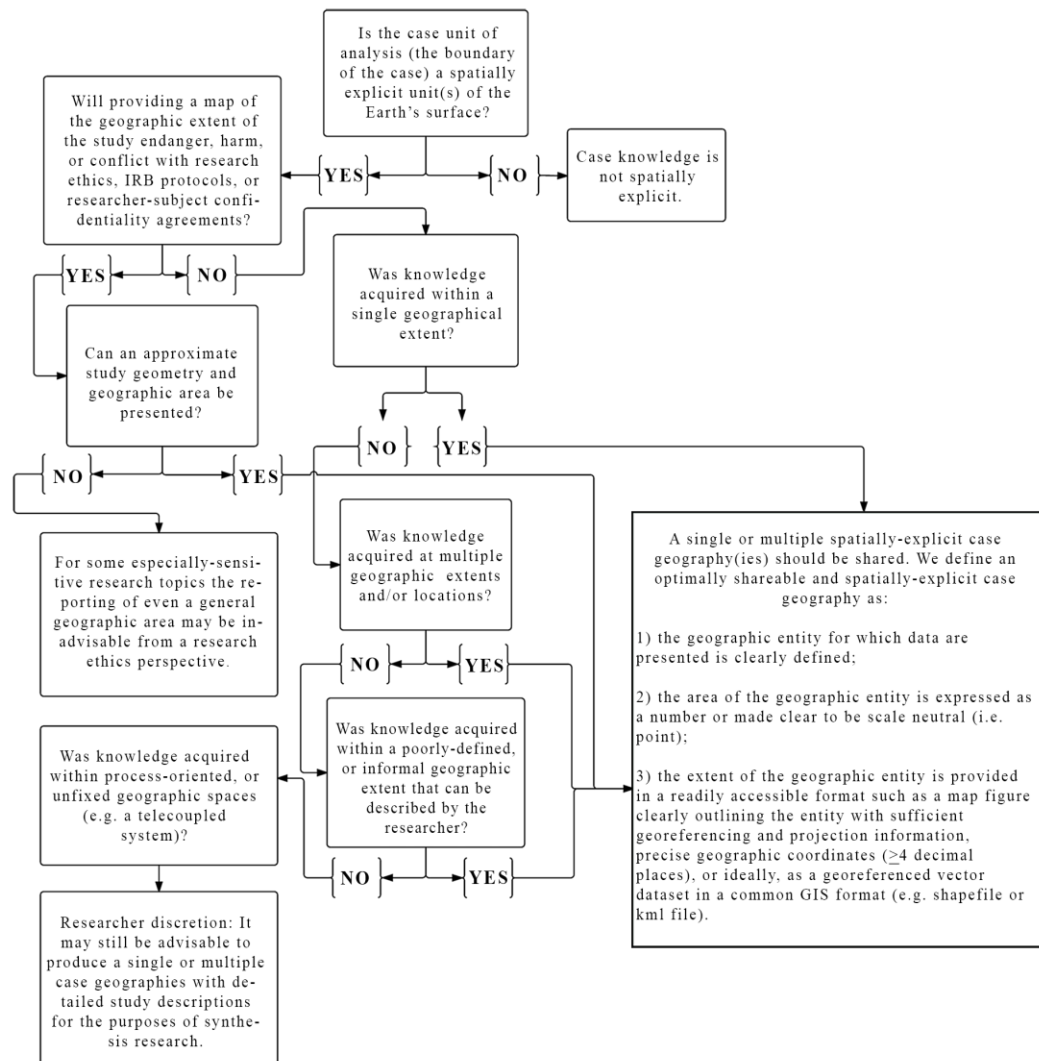 Is the case unit of
analysis (the boundary
of the case) a spatially
explicit unit(s) of the
Earth's surface?
Will providing a map of
the geographic extent of
the study endanger, harm,
or conflict with research
ethics, IRB protocols, or
researcher-subject confi-
dentiality agreements?
YES
NO
Case knowledge is
not spatially
explicit.
YES
NO
Was knowledge
acquired within a
single geographical
extent?
Can an approximate
study geometry and
geographic area be
presented?
NO
YES
NO
YES
For some especially-sensi-
tive research topics the re-
porting of even a general
geographic area may be in-
advisable from a research
ethics perspective.
Was knowledge
acquired at multiple
geographic extents
and/or locations?
A single or multiple spatially-explicit case
geography(ies) should be shared. We define an
optimally shareable and spatially-explicit case
geography as:
1) the geographic entity for which data are
presented is clearly defined;
2) the area of the geographic entity is expressed as
a number or made clear to be scale neutral (i.e.
point);
3) the extent of the geographic entity is provided
in a readily accessible format such as a map figure
clearly outlining the entity with sufficient
georeferencing and projection information,
precise geographic coordinates (≥4 decimal
places), or ideally, as a georeferenced vector
dataset in a common GIS format (e.g. shapefile or
kml file).
NO
YES
Was knowledge acquired
within a poorly-defined,
or informal geographic
extent that can be
described by the
researcher?
Was knowledge acquired
within process-oriented, or
unfixed geographic spaces
(e.g. a telecoupled
system)?
NO
YES
Researcher discretion: It
may still be advisable to
produce a single or multiple
case geographies with de-
tailed study descriptions
for the purposes of synthe-
sis research.